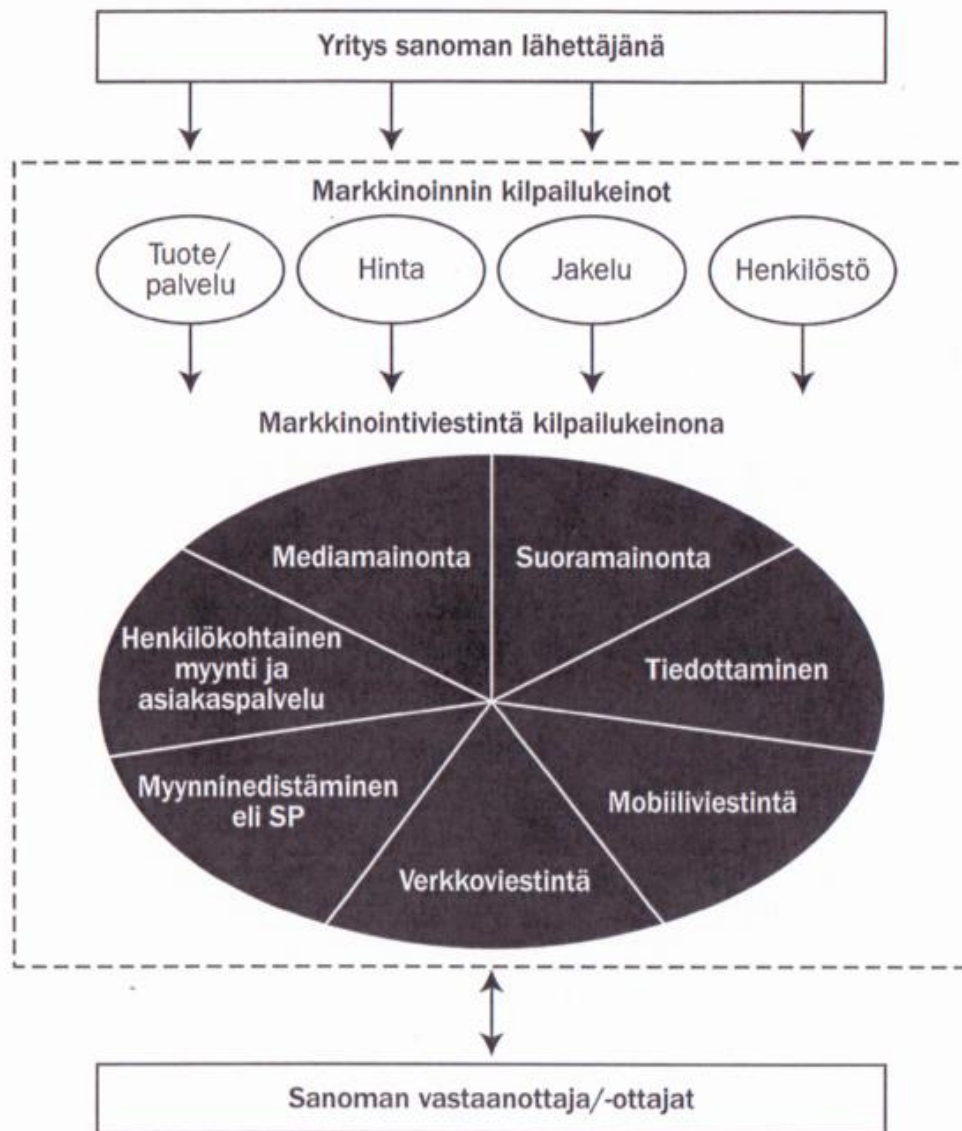 Yritys sanoman lähettäjänä
Markkinoinnin kilpailukeinot
Tuote/
palvelu
Hinta
Jakelu
Henkilöstö
Markkinointiviestintä kilpailukeinona
Mediamainonta
Suoramainonta
Henkilökohtainen
myynti ja
asiakaspalvelu
Tiedottaminen
Myynninedistäminen
eli SP
Mobiiliviestintä
Verkkoviestintä
Sanoman vastaanottaja/-ottajat